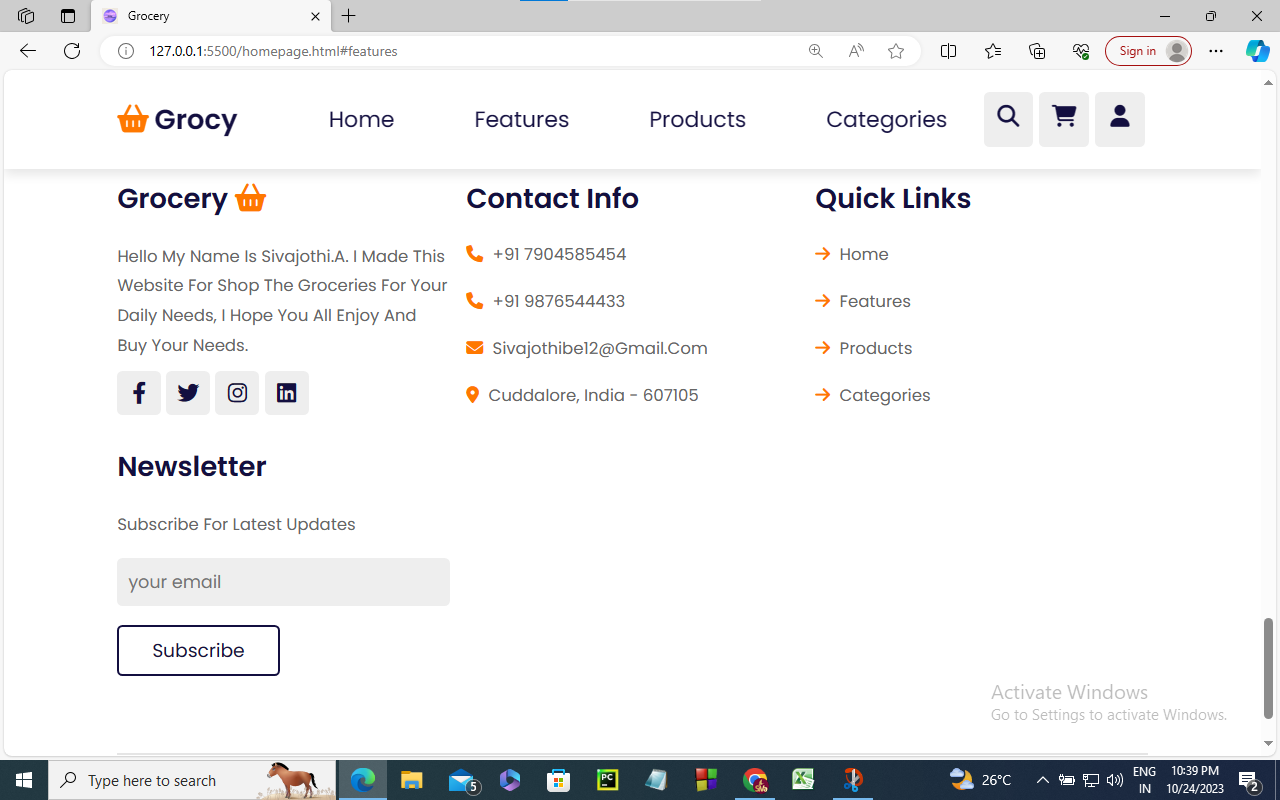 Grocery
127.0.0.1:5500/homepage.html#features
Sign in
Grocy
Home
Features
Products
Categories
Grocery
Hello My Name Is Sivajothi.A. I Made This
Website For Shop The Groceries For Your
Daily Needs, I Hope You All Enjoy And
Buy Your Needs.
Contact Info
+91 7904585454
+91 9876544433
Sivajothibe12@Gmail.Com
Cuddalore, India - 607105
Quick Links
Home
Features
Products
Categories
Newsletter
Subscribe For Latest Updates
your email
Subscribe
Activate Windows
Go to Settings to activate Windows.
Type here to search
5
PC
26°C
ENG
IN
10:39 PM
10/24/2023
2